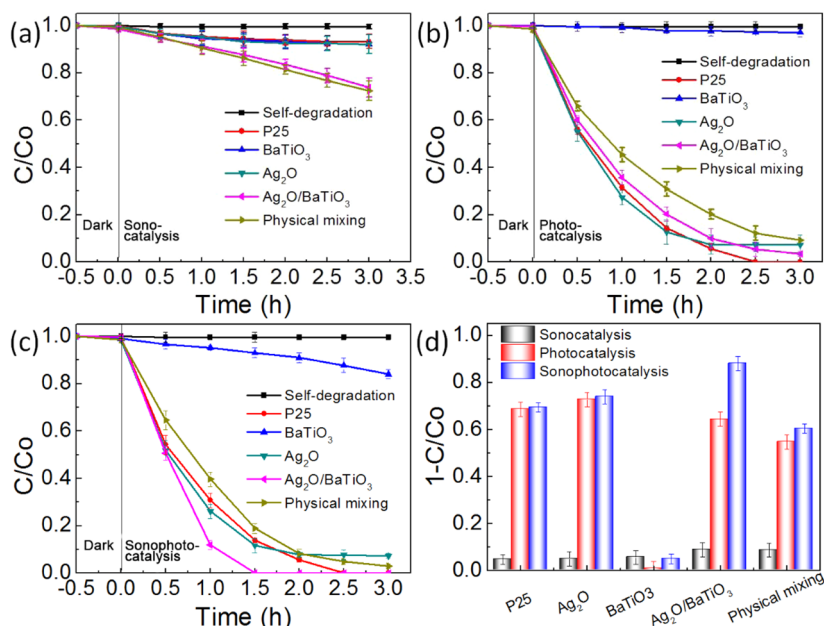 (a)
C/Co
1.0
0.8
0.6
0.4
0.2
0.0
Self-degradation
P25
BaTiO₃
Ag₂O
Ag₂O/BaTiO₃
Physical mixing
Dark
Sono-
catalysis
-0.5 0.0 0.5 1.0 1.5 2.0 2.5 3.0 3.5
Time (h)
(b)
C/Co
1.0
0.8
0.6
0.4
0.2
0.0
Self-degradation
P25
BaTiO₃
Ag₂O
Ag₂O/BaTiO₃
Physical mixing
Dark
Photo-
catcalysis
-0.5 0.0 0.5 1.0 1.5 2.0 2.5 3.0
Time (h)
(c)
C/Co
1.0
0.8
0.6
0.4
0.2
0.0
Self-degradation
P25
BaTiO₃
Ag₂O
Ag₂O/BaTiO₃
Physical mixing
Dark
Sonophoto-
catalysis
-0.5 0.0 0.5 1.0 1.5 2.0 2.5 3.0
Time (h)
(d)
1-C/Co
1.0
0.8
0.6
0.4
0.2
0.0
Sonocatalysis
Photocatalysis
Sonophotocatalysis
P25
Ag₂O
BaTiO3
Ag₂O/BaTiO₃
Physical mixing